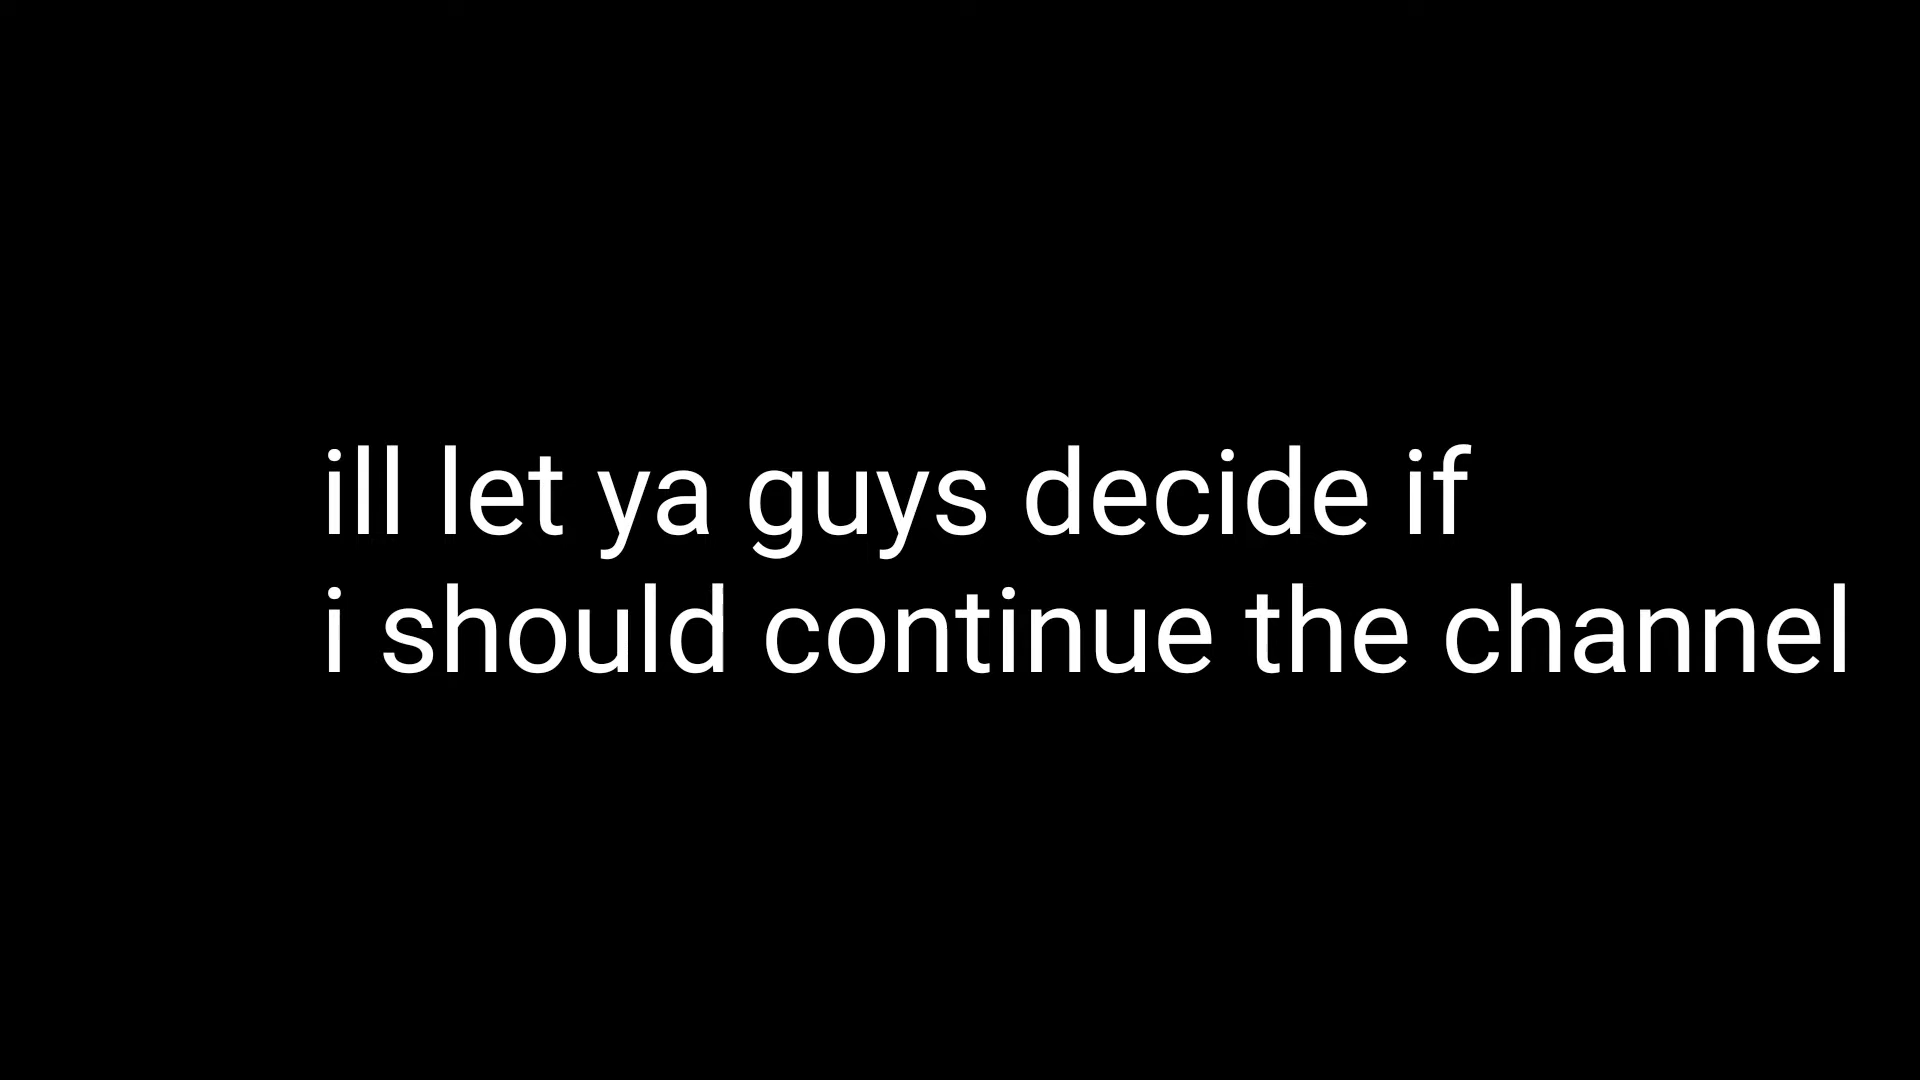 ill let ya guys decide if
i should continue the channel